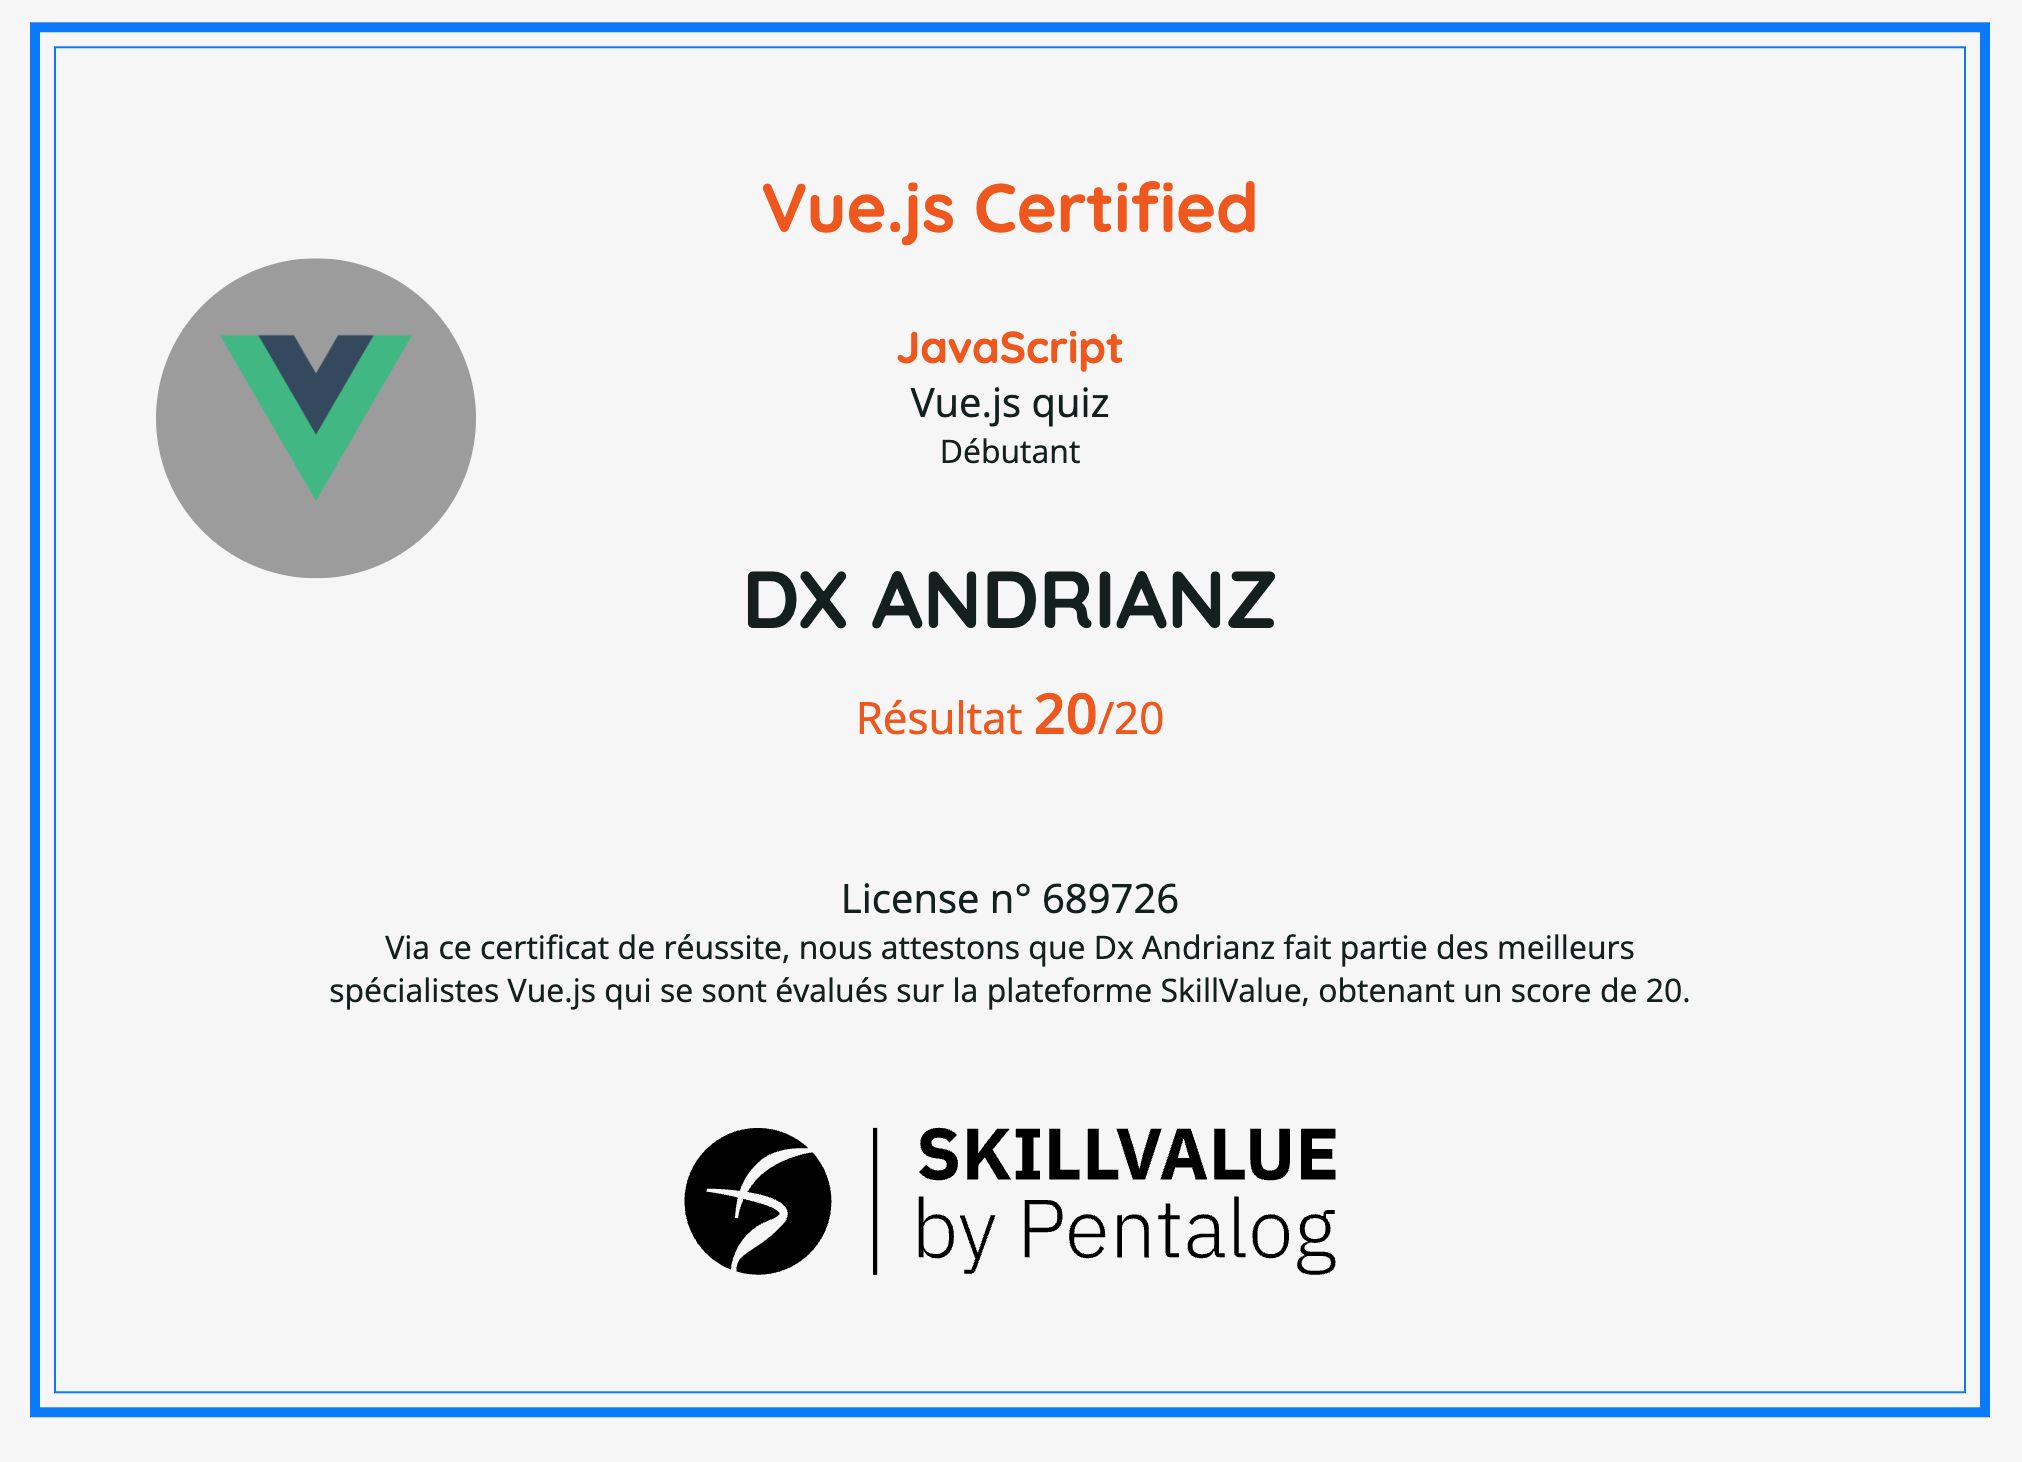 Vue.js Certified
JavaScript
Vue.js quiz
Débutant
DX ANDRIANZ
Résultat 20/20
License n° 689726
Via ce certificat de réussite, nous attestons que Dx Andrianz fait partie des meilleurs
spécialistes Vue.js qui se sont évalués sur la plateforme SkillValue, obtenant un score de 20.
SKILLVALUE
by Pentalog